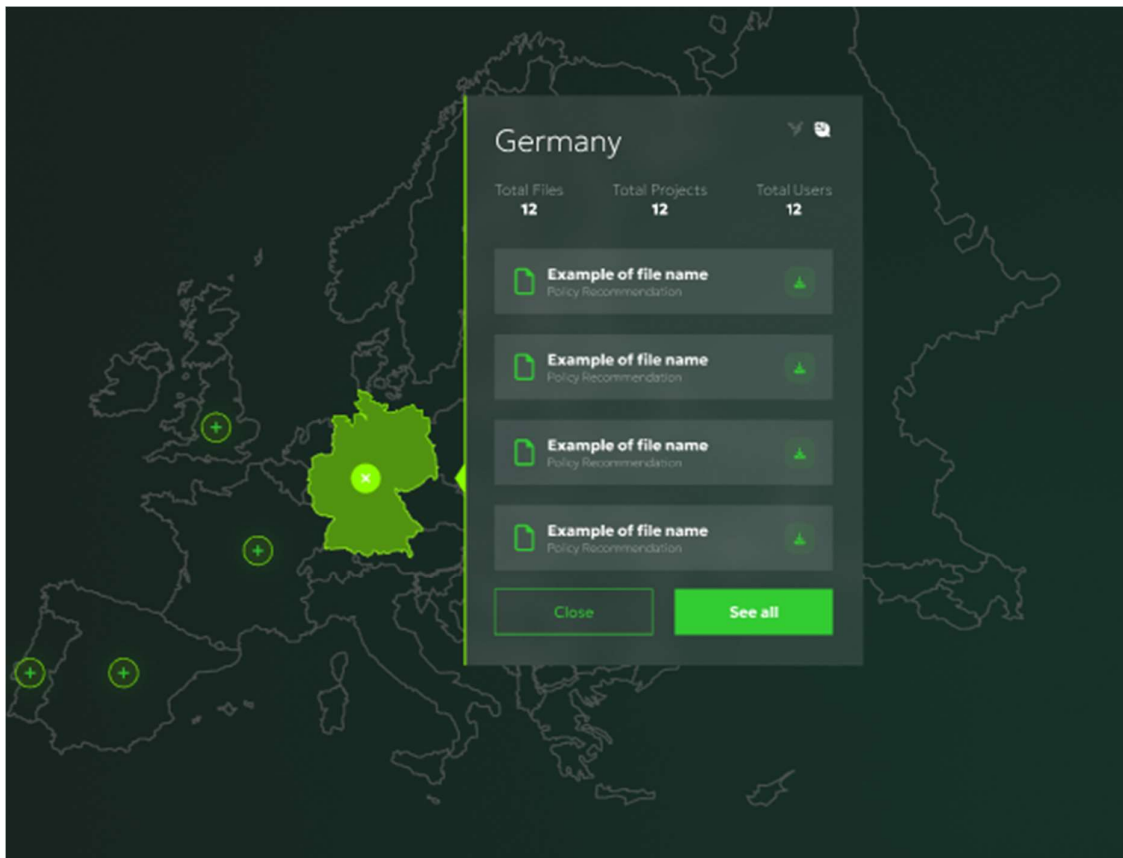 Germany
Total Files Total Projects Total Users
12 12 12
Example of file name
Policy Recommendation
Example of file name
Policy Recommendation
Example of file name
Policy Recommendation
Example of file name
Policy Recommendation
Close See all